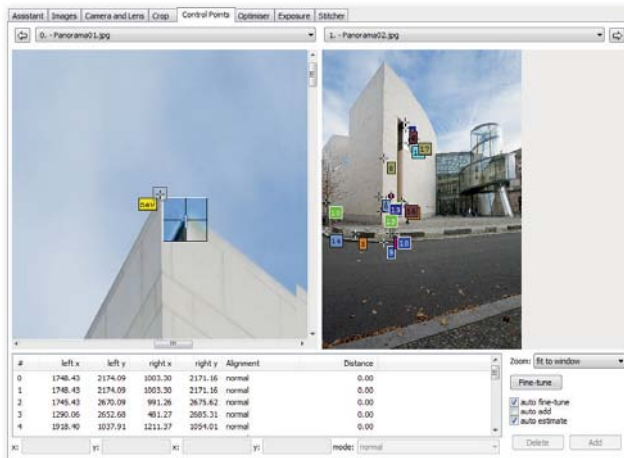 Assistant Images Camera and Lens Crop Control Points Optimiser Exposure Stitcher
0. - Panorama01.jpg 1. - Panorama02.jpg
new
# left x left y right x right y Alignment Distance
0 1748.43 2174.09 1003.30 2171.16 normal 0.00
1 1748.43 2174.09 1003.30 2171.16 normal 0.00
2 1745.43 2670.09 991.26 2675.62 normal 0.00
3 1290.06 2652.68 481.27 2685.31 normal 0.00
4 1918.40 1037.91 1211.37 1054.01 normal 0.00
x: y: x: y: mode: normal
Zoom: fit to window
Fine-tune
auto fine-tune
auto add
auto estimate
Delete Add